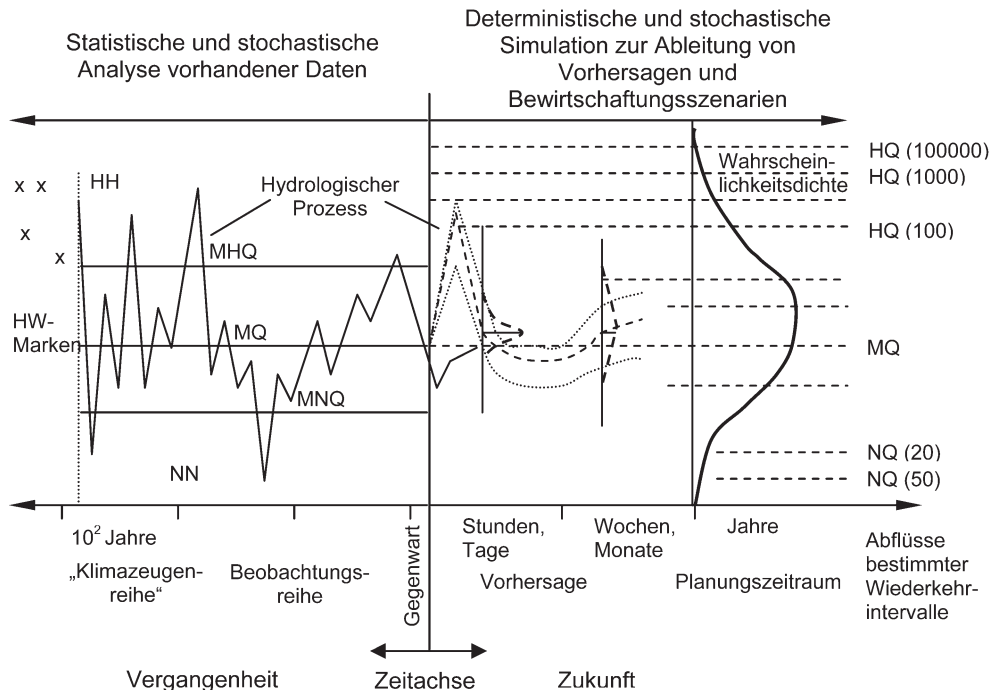 Statistische und stochastische
Analyse vorhandener Daten
Deterministische und stochastische
Simulation zur Ableitung von
Vorhersagen und
Bewirtschaftungsszenarien
x x
x
x
HH
Hydrologischer
Prozess
MHQ
HW-
Marken
MQ
MNQ
NN
Wahrschein-
lichkeitsdichte
HQ (100000)
HQ (1000)
HQ (100)
MQ
NQ (20)
NQ (50)
10² Jahre
„Klimazeugen-
reihe“
Beobachtungs-
reihe
Gegenwart
Stunden,
Tage
Wochen,
Monate
Vorhersage
Jahre
Planungszeitraum
Abflüsse
bestimmter
Wiederkehr-
intervalle
Vergangenheit
Zeitachse
Zukunft